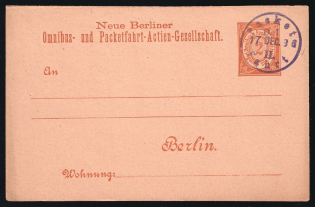 Neue Berliner
Omnibus- und Packetfahrt-Actien-Gesellschaft.
An
Berlin.
Wohnung: